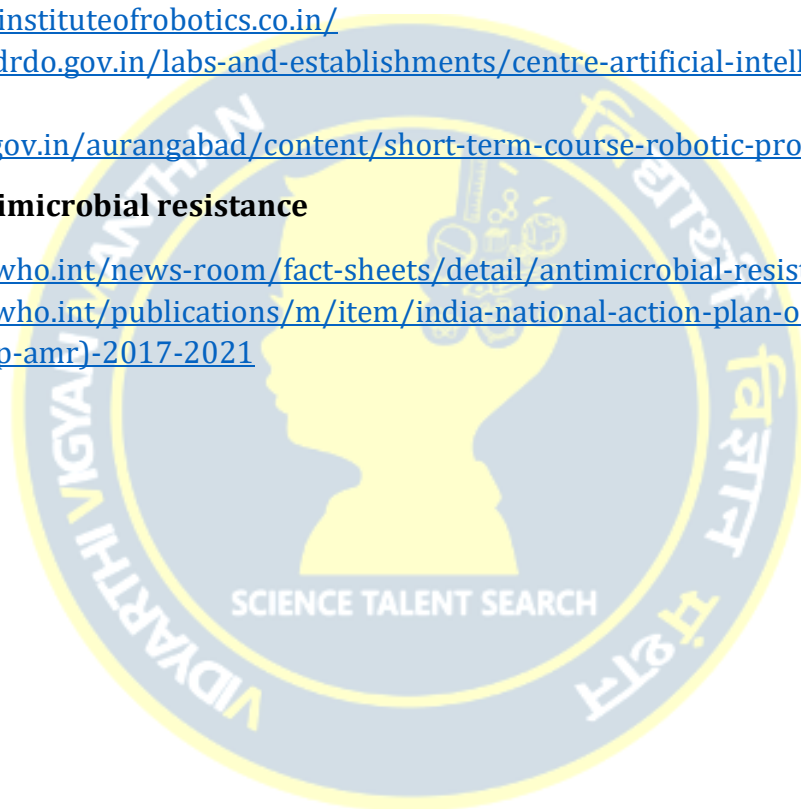 instituteofrobotics.co.in/
drdo.gov.in/labs-and-establishments/centre-artificial-intell
gov.in/aurangabad/content/short-term-course-robotic-pro
imicrobial resistance
who.int/news-room/fact-sheets/detail/antimicrobial-resist
who.int/publications/m/item/india-national-action-plan-o
p-amr)-2017-2021
VIDYARTHI VIGYAN MANTHAN
विद्यार्थी विज्ञान मंथन
SCIENCE TALENT SEARCH